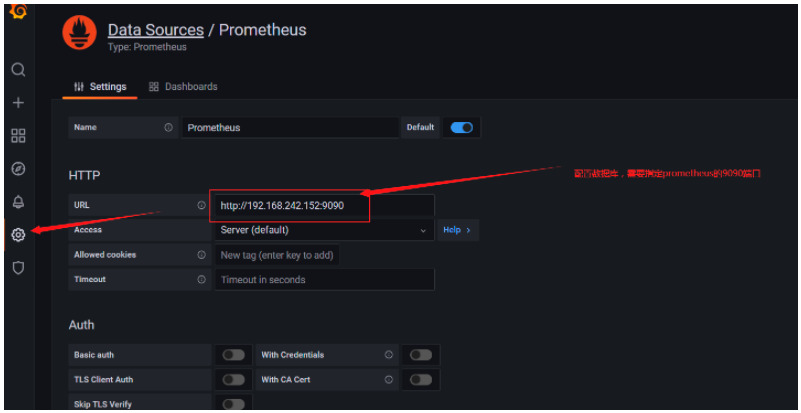 Data Sources / Prometheus
Type: Prometheus
Settings
Dashboards
Name
Prometheus
Default
HTTP
配置数据库，需要指定prometheus的9090端口
URL
http://192.168.242.152:9090
Access
Server (default)
Help >
Allowed cookies
New tag (enter key to add)
Timeout
Timeout in seconds
Auth
Basic auth
With Credentials
TLS Client Auth
With CA Cert
Skip TLS Verify